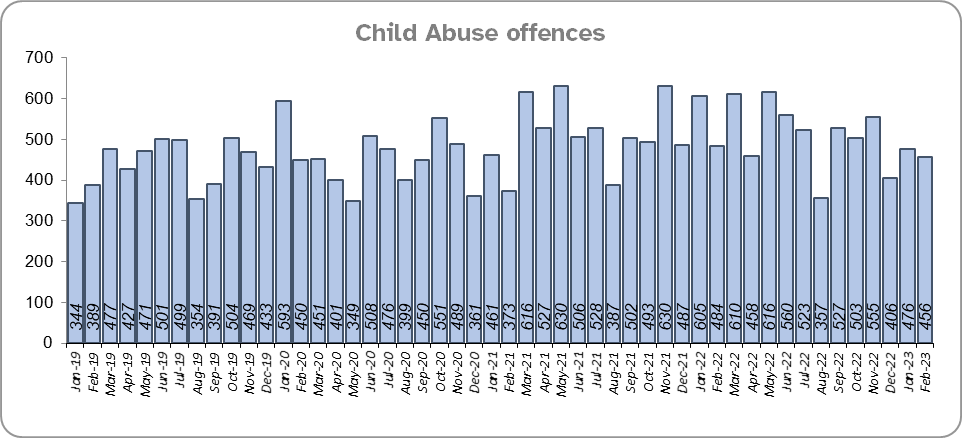 Child Abuse offences
700
600
500
400
300
200
100
0
344 389 477 427 471 501 499 354 391 504 469 433 593 450 451 401 349 508 476 399 450 551 489 361 461 373 616 527 630 506 528 387 502 493 630 487 605 484 610 458 616 560 523 357 527 503 555 406 476 456
Jan-19 Feb-19 Mar-19 Apr-19 May-19 Jun-19 Jul-19 Aug-19 Sep-19 Oct-19 Nov-19 Dec-19 Jan-20 Feb-20 Mar-20 Apr-20 May-20 Jun-20 Jul-20 Aug-20 Sep-20 Oct-20 Nov-20 Dec-20 Jan-21 Feb-21 Mar-21 Apr-21 May-21 Jun-21 Jul-21 Aug-21 Sep-21 Oct-21 Nov-21 Dec-21 Jan-22 Feb-22 Mar-22 Apr-22 May-22 Jun-22 Jul-22 Aug-22 Sep-22 Oct-22 Nov-22 Dec-22 Jan-23 Feb-23